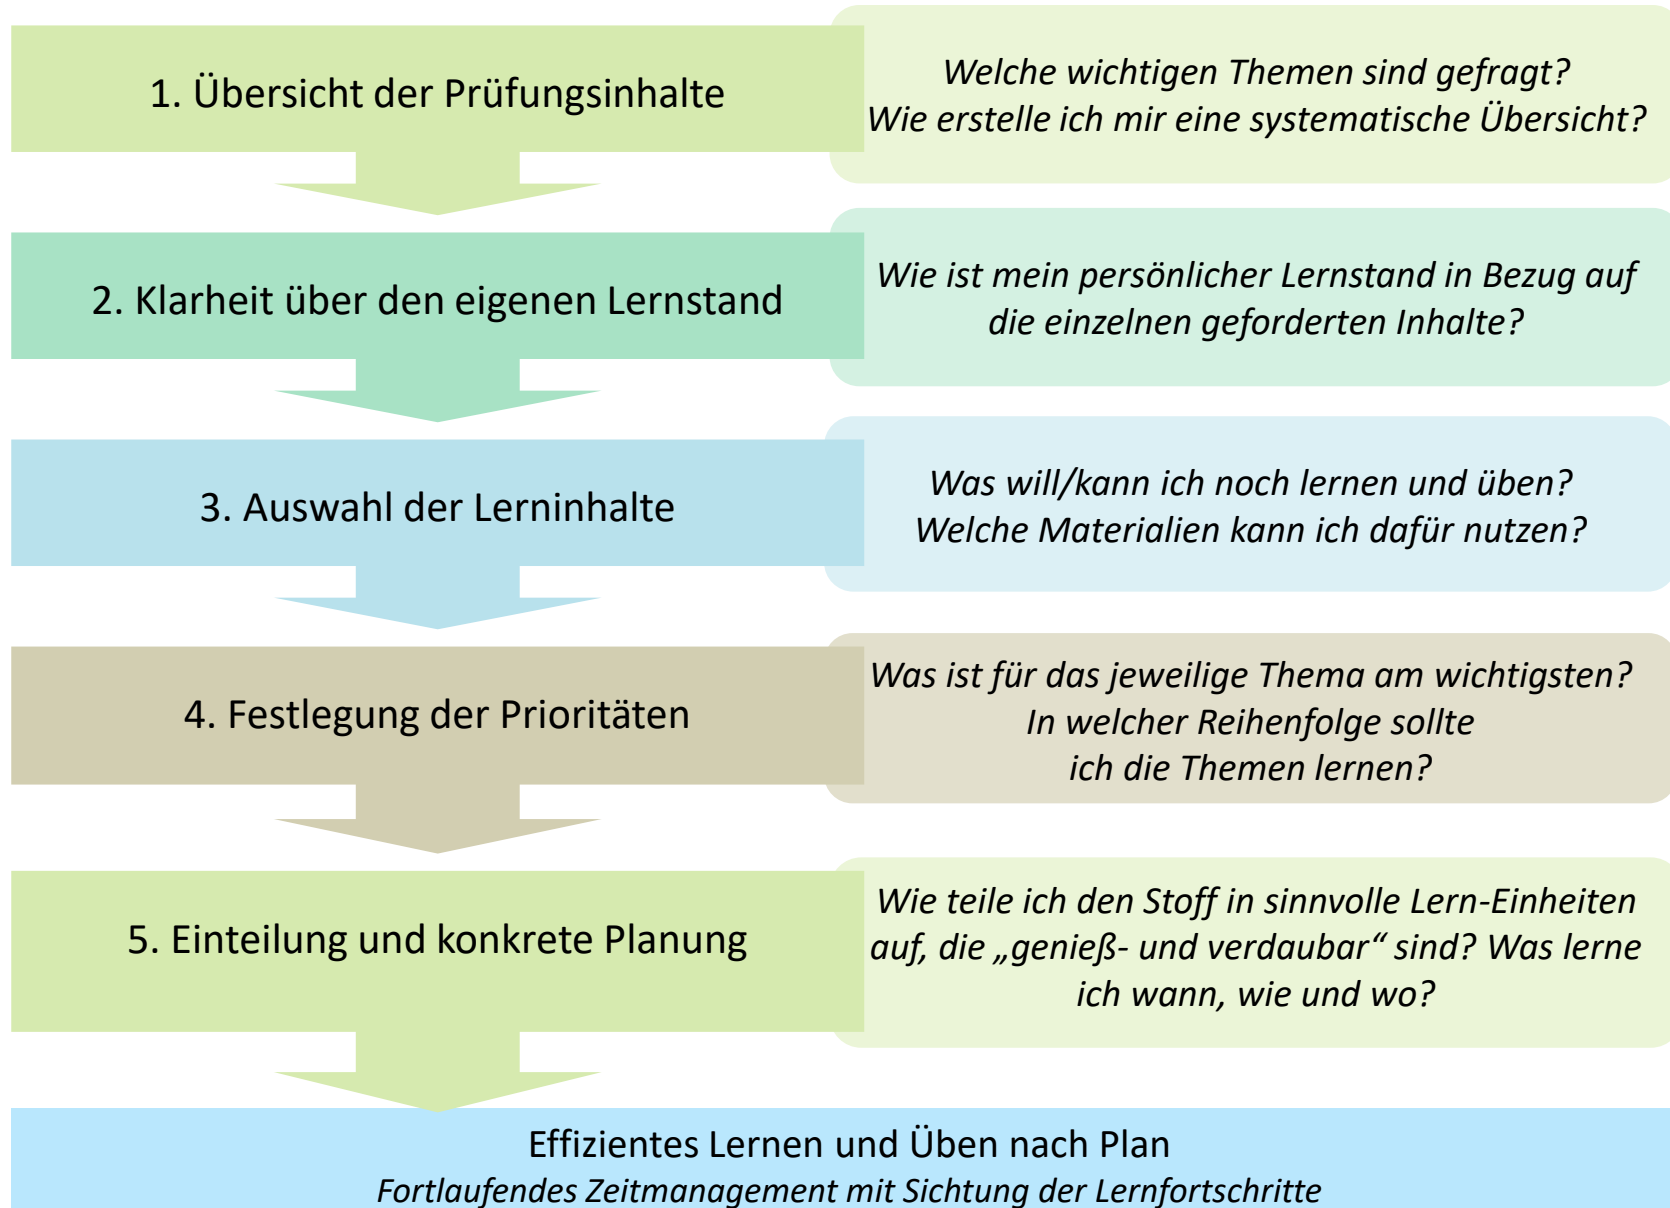 1. Übersicht der Prüfungsinhalte
Welche wichtigen Themen sind gefragt?
Wie erstelle ich mir eine systematische Übersicht?
2. Klarheit über den eigenen Lernstand
Wie ist mein persönlicher Lernstand in Bezug auf
die einzelnen geforderten Inhalte?
3. Auswahl der Lerninhalte
Was will/kann ich noch lernen und üben?
Welche Materialien kann ich dafür nutzen?
4. Festlegung der Prioritäten
Was ist für das jeweilige Thema am wichtigsten?
In welcher Reihenfolge sollte
ich die Themen lernen?
5. Einteilung und konkrete Planung
Wie teile ich den Stoff in sinnvolle Lern-Einheiten
auf, die „genieß- und verdaubar“ sind? Was lerne
ich wann, wie und wo?
Effizientes Lernen und Üben nach Plan
Fortlaufendes Zeitmanagement mit Sichtung der Lernfortschritte